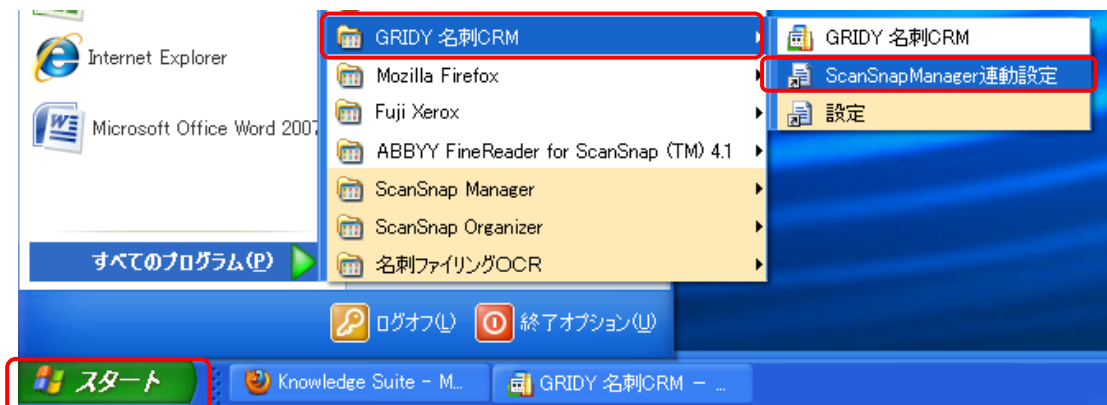 Internet Explorer
Microsoft Office Word 2007
すべてのプログラム(P)
GRIDY 名刺CRM
Mozilla Firefox
Fuji Xerox
ABBYY FineReader for ScanSnap (TM) 4.1
ScanSnap Manager
ScanSnap Organizer
名刺ファイリングOCR
GRIDY 名刺CRM
ScanSnapManager連動設定
設定
ログオフ(L)
終了オプション(U)
スタート
Knowledge Suite - M...
GRIDY 名刺CRM － ...